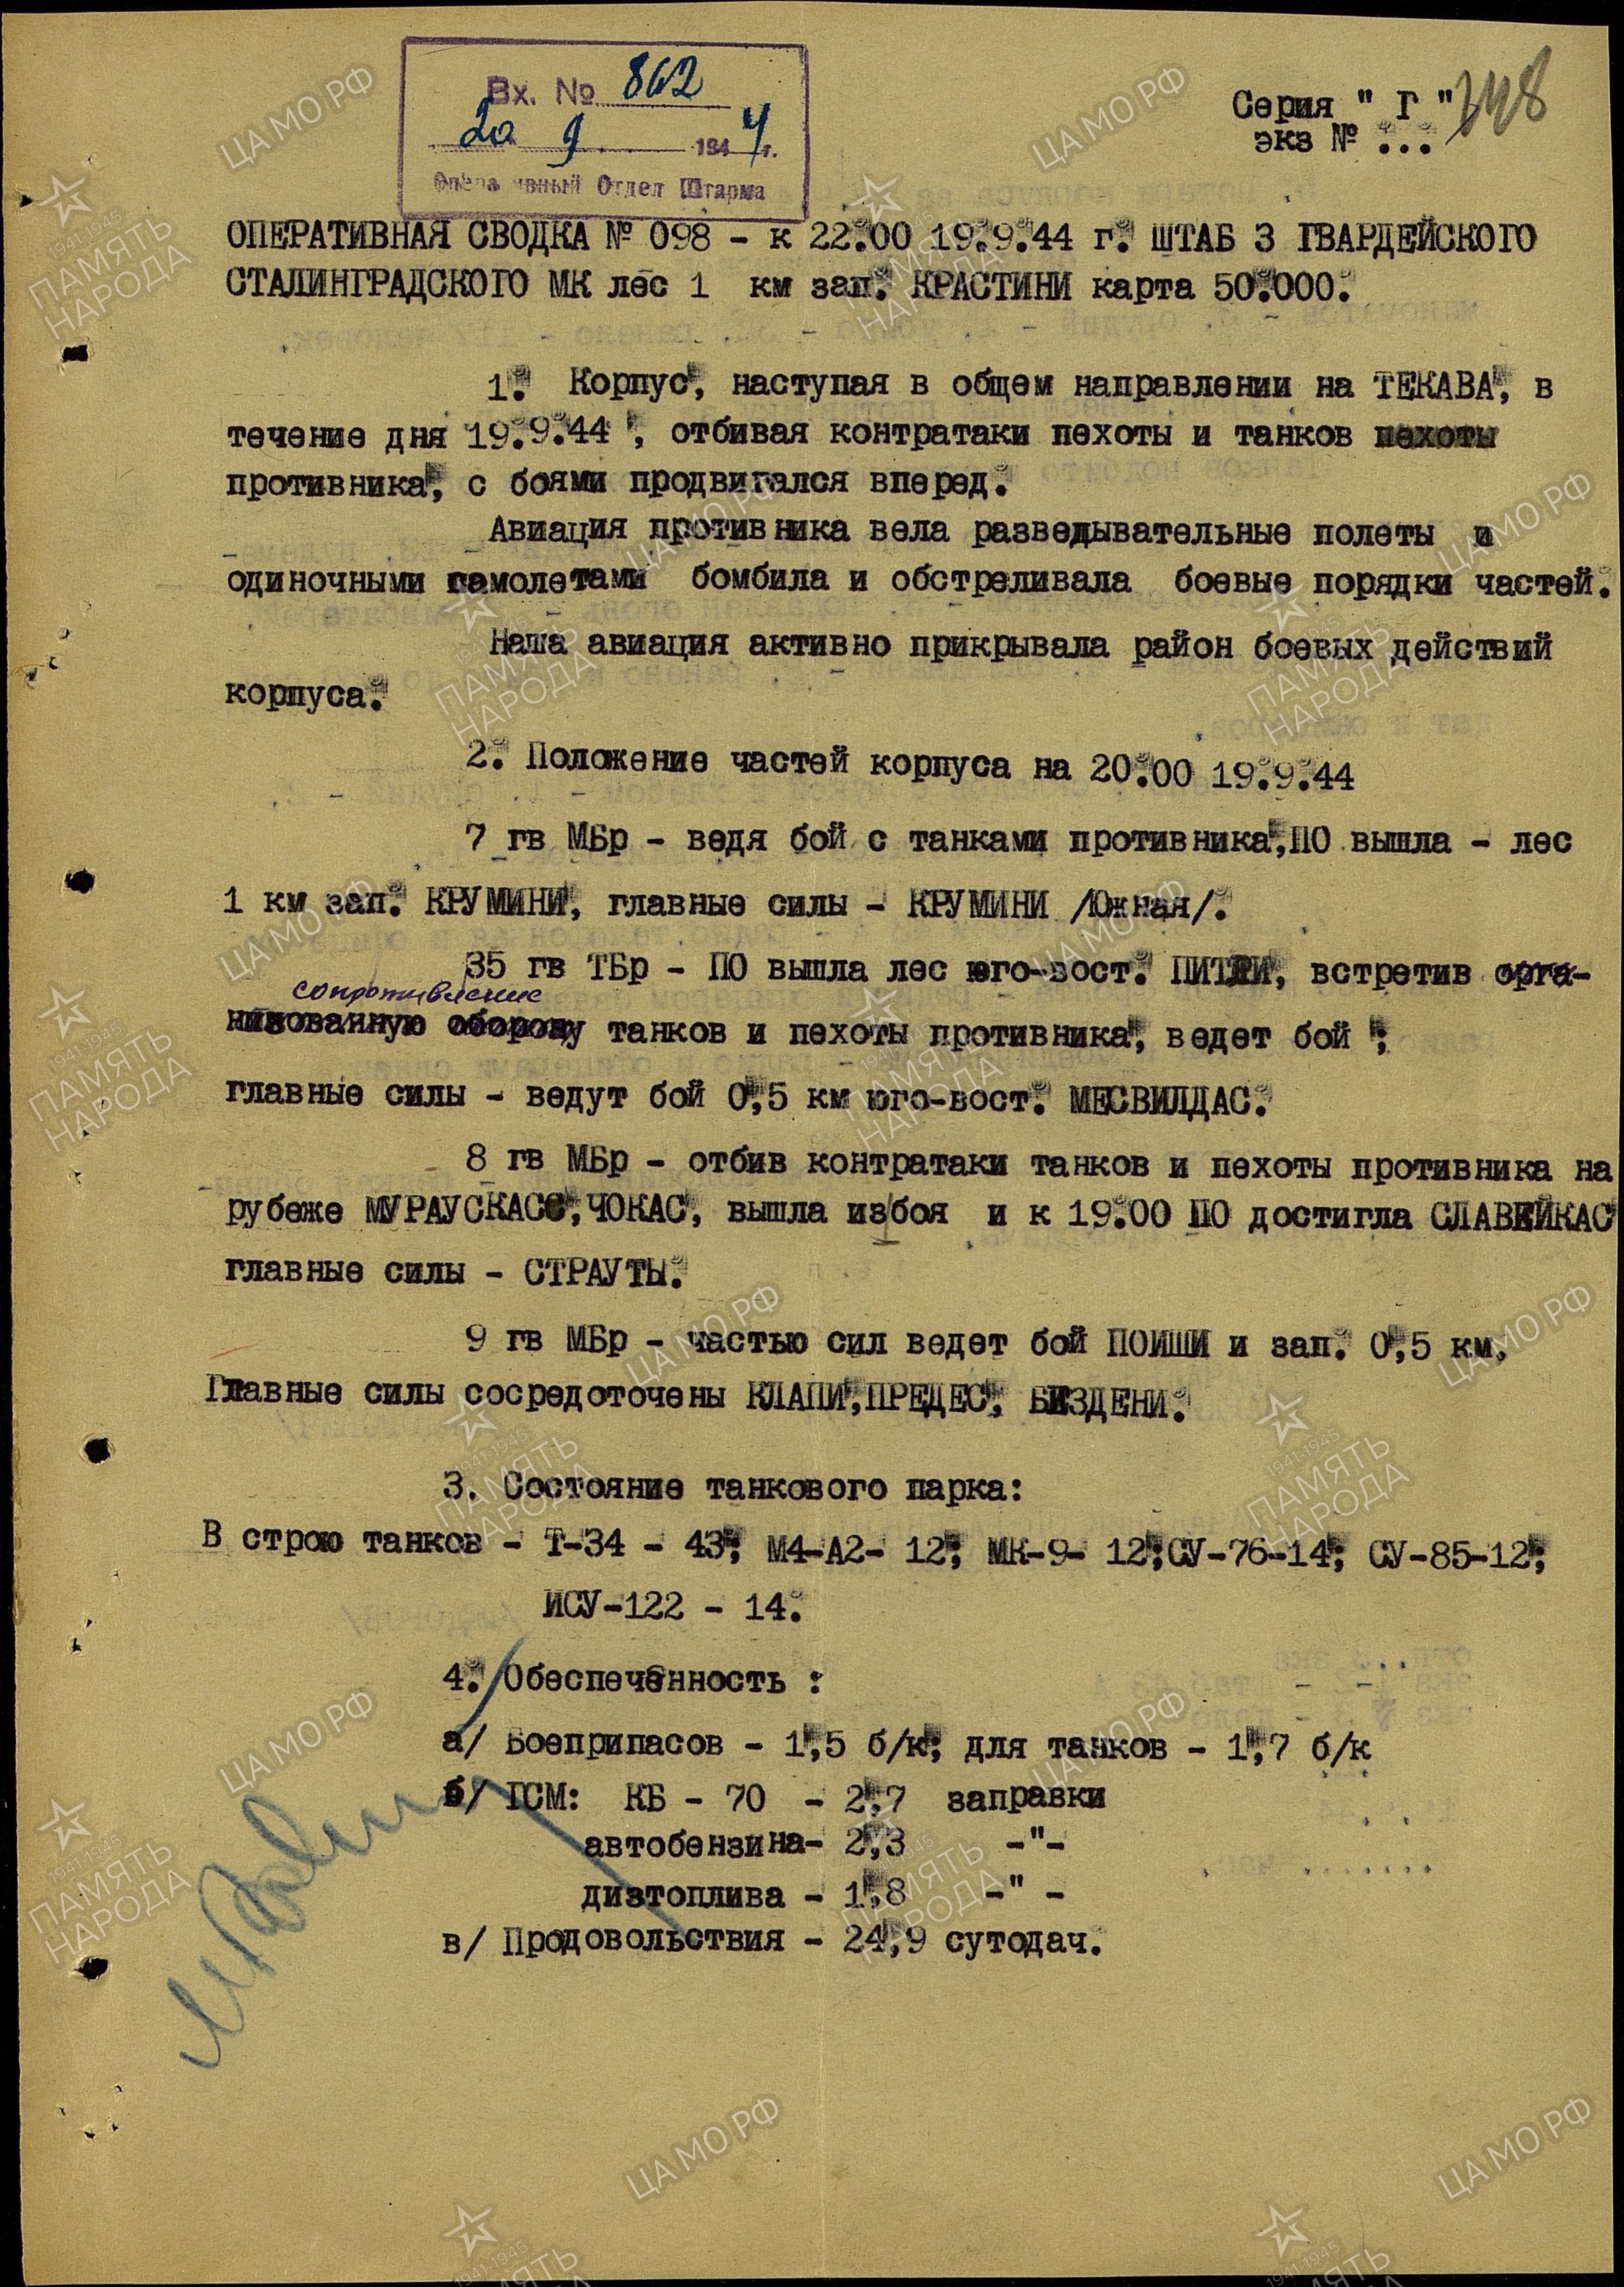 Вх. № 862
20 9 1944 г.
Оперативный Отдел Штарма
Серия " Г "
экз № ...
348
ОПЕРАТИВНАЯ СВОДКА № 098 - к 22.00 19.9.44 г. ШТАБ 3 ГВАРДЕЙСКОГО
СТАЛИНГРАДСКОГО МК лес 1 км зап. КРАСТИНИ карта 50.000.
1. Корпус, наступая в общем направлении на ТЕКАВА, в
течение дня 19.9.44 , отбивая контратаки пехоты и танков пехоты
противника, с боями продвигался вперед.
Авиация противника вела разведывательные полеты и
одиночными самолетами бомбила и обстреливала боевые порядки частей.
Наша авиация активно прикрывала район боевых действий
корпуса.
2. Положение частей корпуса на 20.00 19.9.44
7 гв МБр - ведя бой с танками противника, ПО вышла - лес
1 км зап. КРУМИНИ, главные силы - КРУМИНИ /Южная/.
35 гв ТБр - ПО вышла лес юго-вост. ПИТЛИ, встретив орга-
сопротивление
низованную оборону танков и пехоты противника, ведет бой ;
главные силы - ведут бой 0,5 км юго-вост. МЕСВИЛДАС.
8 гв МБр - отбив контратаки танков и пехоты противника на
рубеже МУРАУСКАСС, ЧОКАС, вышла из боя и к 19.00 ПО достигла СЛАВЕЙКАС
главные силы - СТРАУТЫ.
9 гв МБр - частью сил ведет бой ПОИШИ и зап. 0,5 км,
Главные силы сосредоточены КЛАПИ, ПРЕДЕС, БЕЗДЕНИ.
3. Состояние танкового парка:
В строю танков - Т-34 - 43; М4-А2- 12; МК-9- 12; СУ-76-14; СУ-85-12;
ИСУ-122 - 14.
4. Обеспеченность :
а/ Боеприпасов - 1,5 б/к; для танков - 1,7 б/к
б/ ГСМ: КБ - 70 - 2,7 заправки
автобензина- 2,3 -"-
дизтоплива - 1,8 -" -
в/ Продовольствия - 24,9 сутодач.